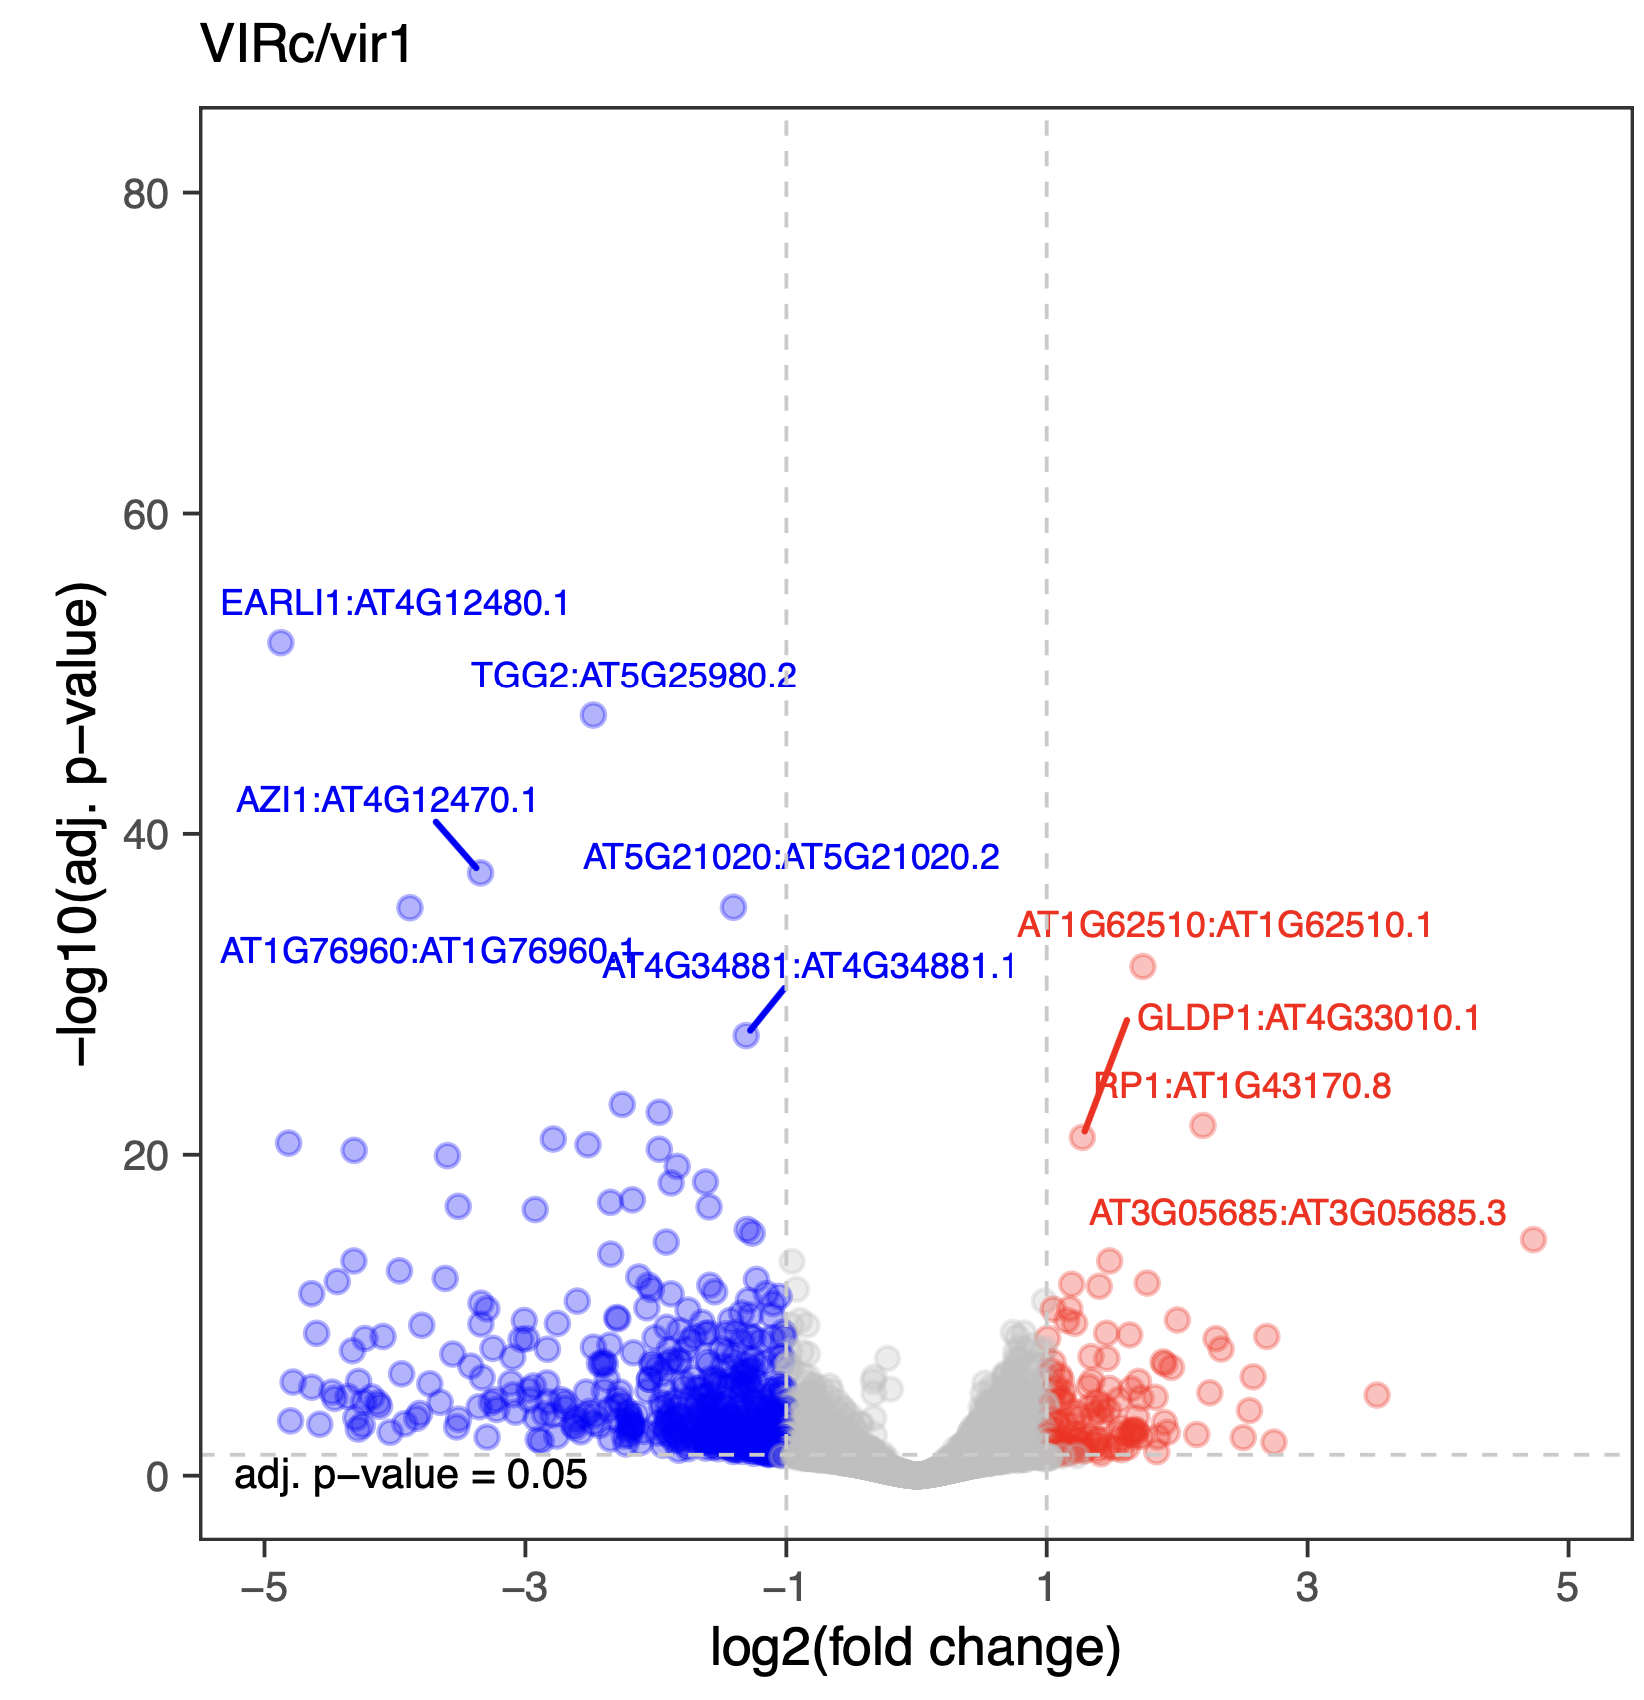 VIRc/vir1
80
60
40
20
0
−log10(adj. p−value)
EARLI1:AT4G12480.1
TGG2:AT5G25980.2
AZI1:AT4G12470.1
AT5G21020:AT5G21020.2
AT1G62510:AT1G62510.1
AT1G76960:AT1G76960.1
AT4G34881:AT4G34881.1
GLDP1:AT4G33010.1
RP1:AT1G43170.8
AT3G05685:AT3G05685.3
adj. p−value = 0.05
−5
−3
−1
1
3
5
log2(fold change)